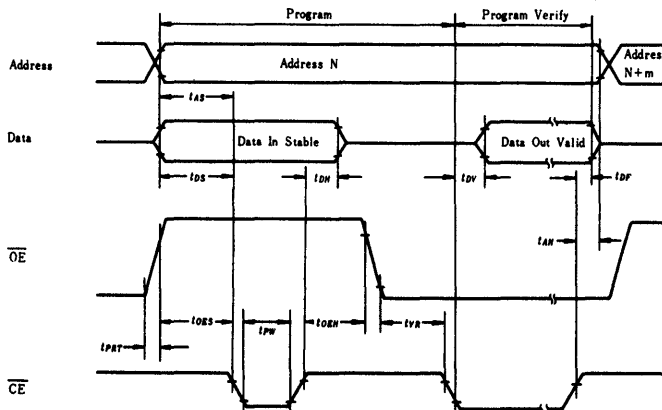 Program
Program Verify
Address
Address N
Address
N+m
tAS
Data
Data In Stable
Data Out Valid
tDS
tDH
tDV
tDF
tAH
OE
tOES
tPW
tOEH
tVR
tPRT
CE